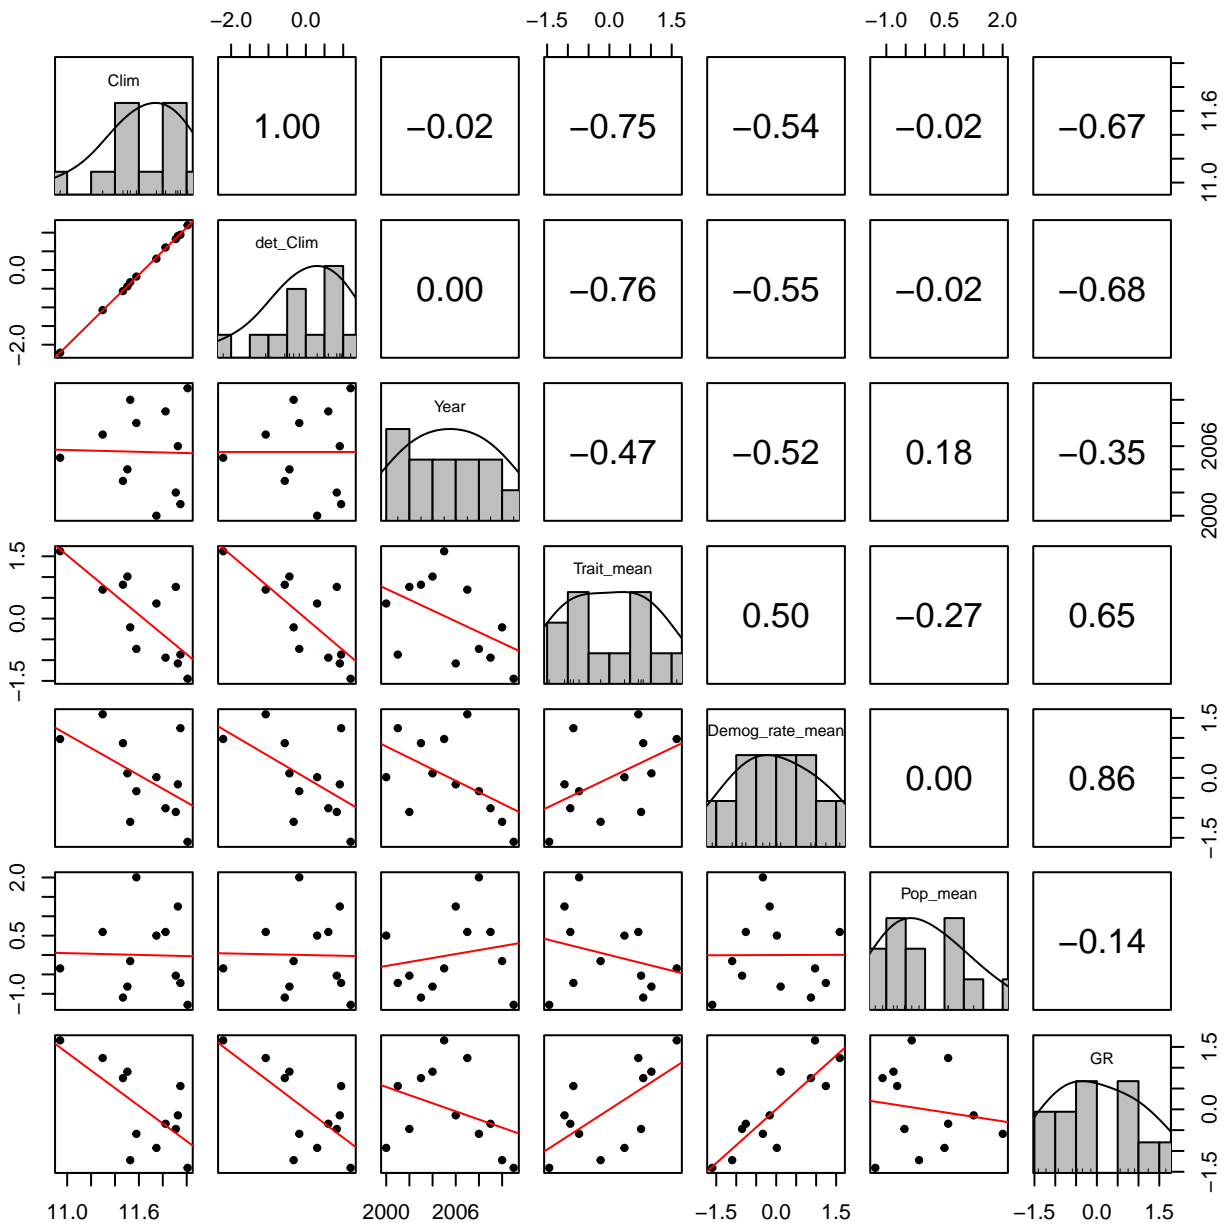 −2.0 0.0 −1.5 0.0 1.5 −1.0 0.5 2.0
Clim 1.00 −0.02 −0.75 −0.54 −0.02 −0.67 11.0 11.6
−2.0 0.0 det_Clim 0.00 −0.76 −0.55 −0.02 −0.68
Year −0.47 −0.52 0.18 −0.35 2000 2006
−1.5 0.0 1.5 Trait_mean 0.50 −0.27 0.65
Demog_rate_mean 0.00 0.86 −1.5 0.0 1.5
−1.0 0.5 2.0 Pop_mean −0.14
GR −1.5 0.0 1.5
11.0 11.6 2000 2006 −1.5 0.0 1.5 −1.5 0.0 1.5